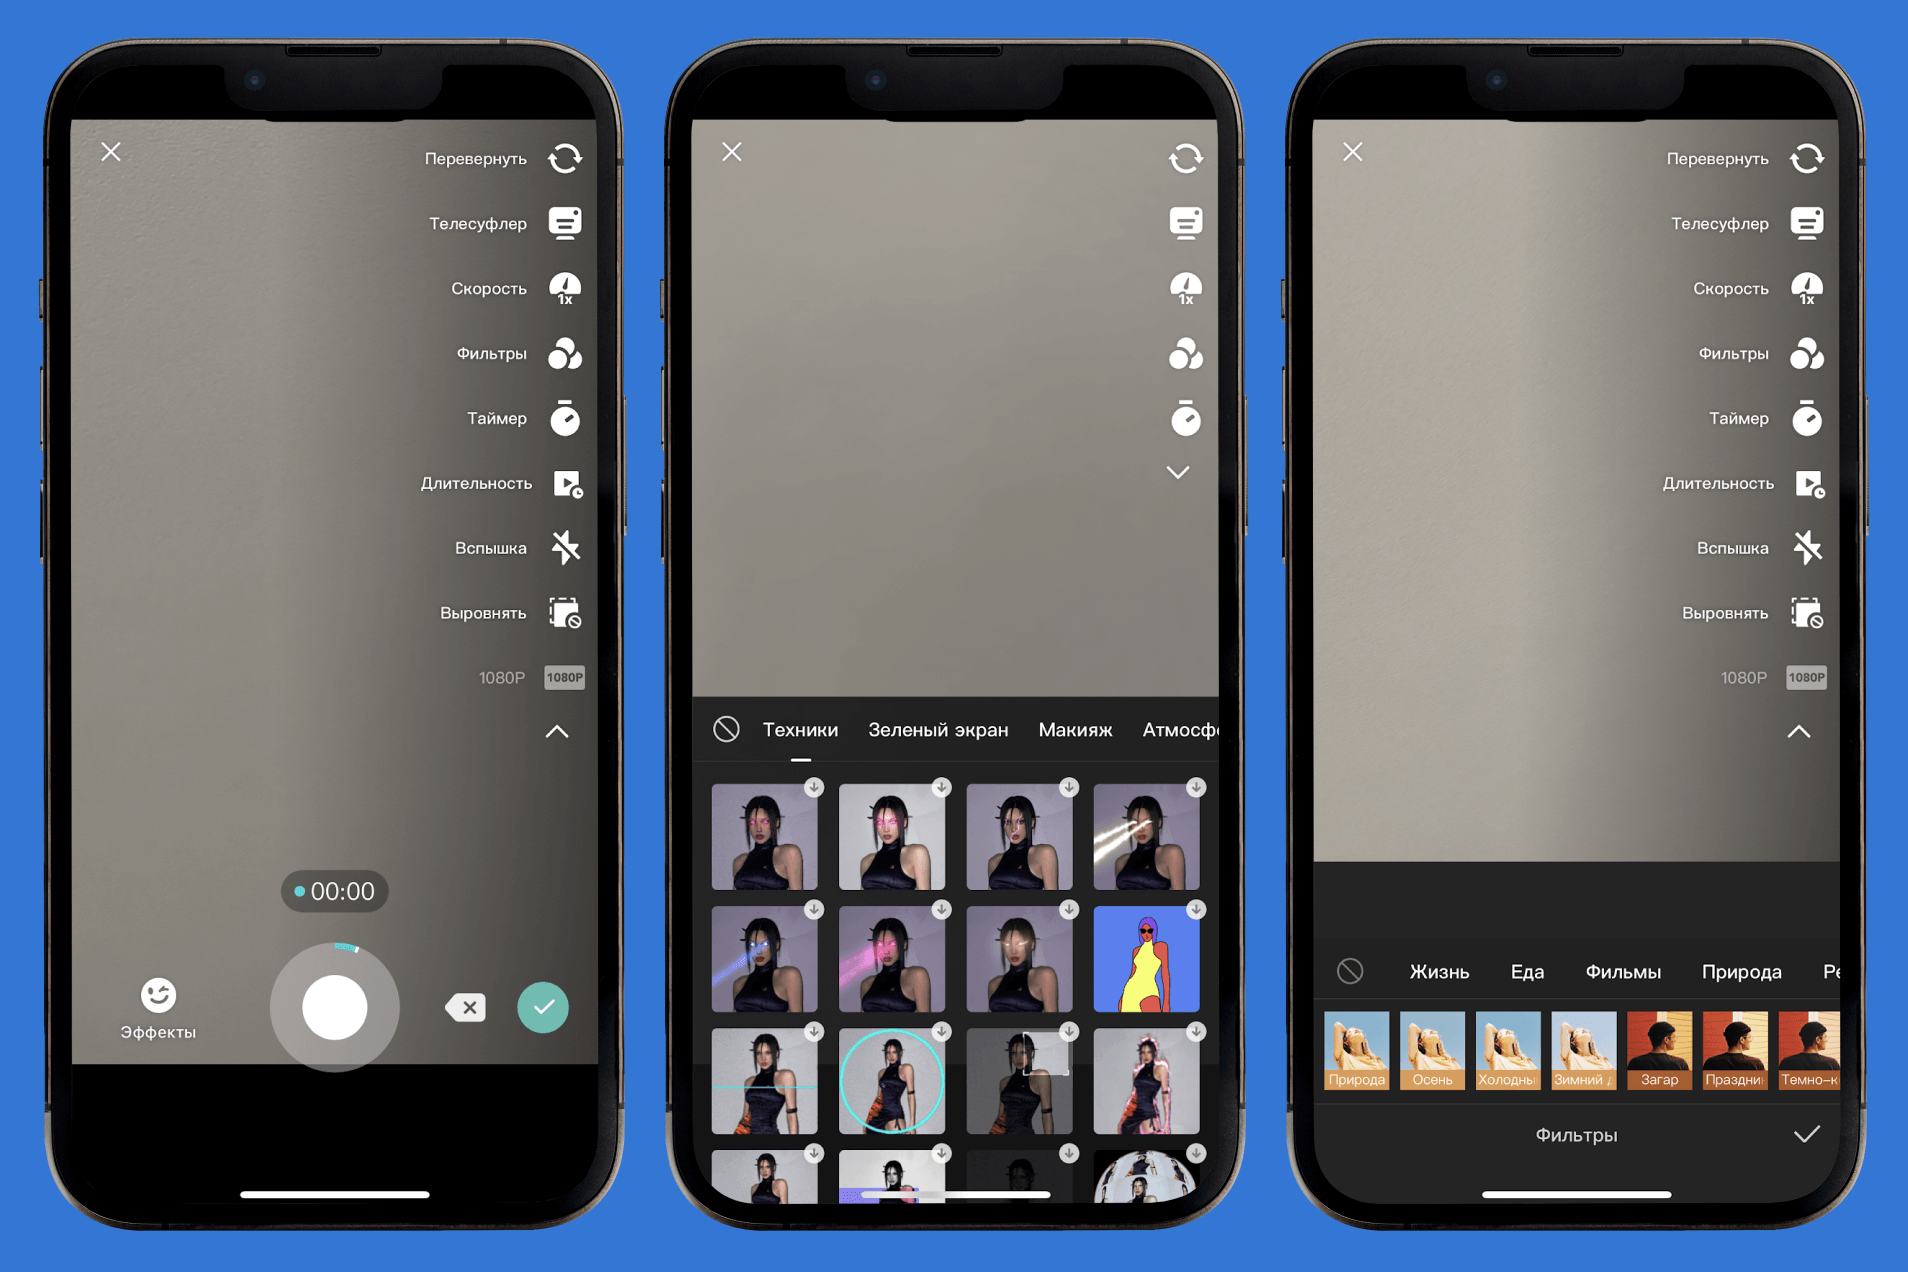 Перевернуть
Телесуфлер
Скорость
1x
Фильтры
Таймер
Длительность
Вспышка
Выровнять
1080P 1080P
00:00
Эффекты
1x
Техники Зеленый экран Макияж Атмосфе
Перевернуть
Телесуфлер
Скорость
1x
Фильтры
Таймер
Длительность
Вспышка
Выровнять
1080P 1080P
Жизнь Еда Фильмы Природа Ре
Природа Осень Холодны Зимний д Загар Праздни Темно-к
Фильтры